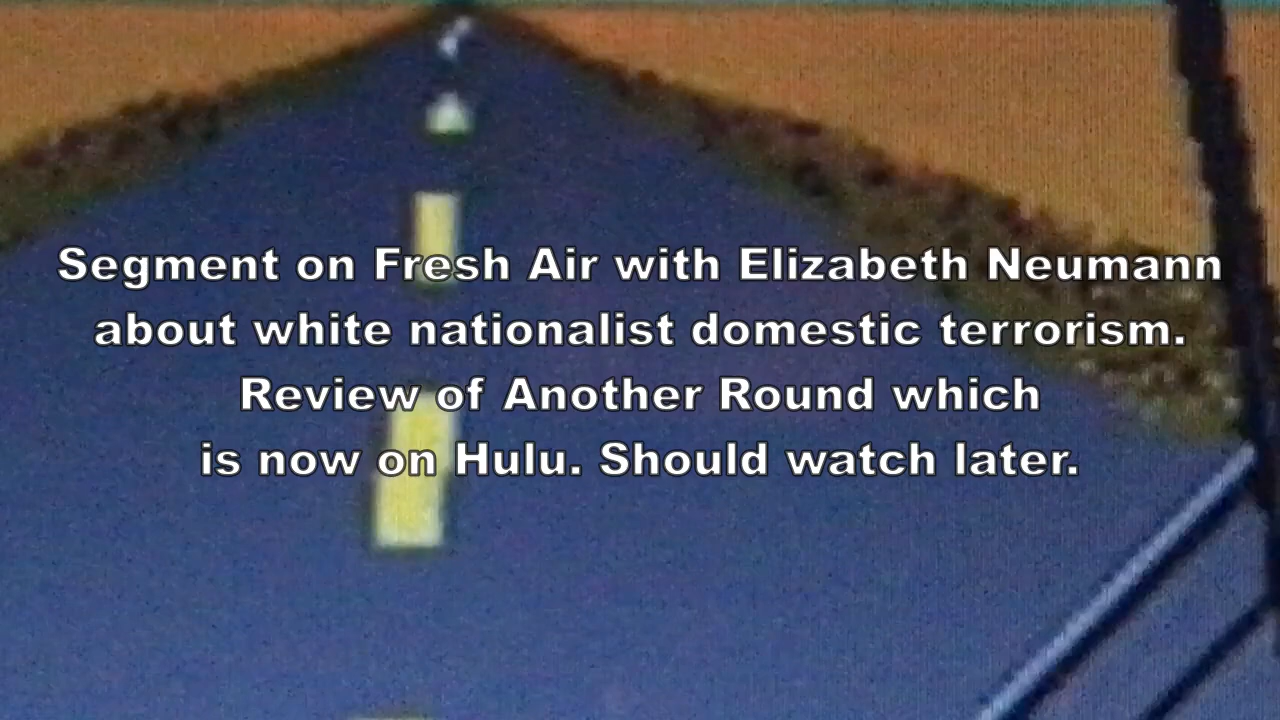 Segment on Fresh Air with Elizabeth Neumann
about white nationalist domestic terrorism.
Review of Another Round which
is now on Hulu. Should watch later.